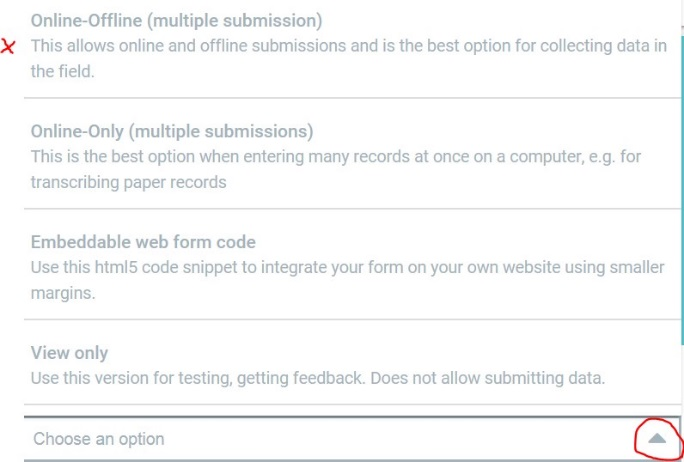 Online-Offline (multiple submission)
This allows online and offline submissions and is the best option for collecting data in
the field.
Online-Only (multiple submissions)
This is the best option when entering many records at once on a computer, e.g. for
transcribing paper records
Embeddable web form code
Use this html5 code snippet to integrate your form on your own website using smaller
margins.
View only
Use this version for testing, getting feedback. Does not allow submitting data.
Choose an option